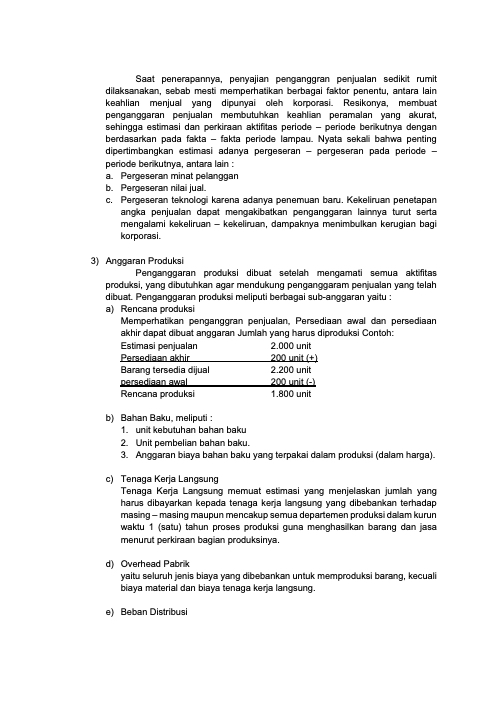 Saat penerapannya, penyajian penganggran penjualan sedikit rumit
dilaksanakan, sebab mesti memperhatikan berbagai faktor penentu, antara lain
keahlian menjual yang dipunyai oleh korporasi. Resikonya, membuat
penganggaran penjualan membutuhkan keahlian peramalan yang akurat,
sehingga estimasi dan perkiraan aktifitas periode – periode berikutnya dengan
berdasarkan pada fakta – fakta periode lampau. Nyata sekali bahwa penting
dipertimbangkan estimasi adanya pergeseran – pergeseran pada periode –
periode berikutnya, antara lain :
a. Pergeseran minat pelanggan
b. Pergeseran nilai jual.
c. Pergeseran teknologi karena adanya penemuan baru. Kekeliruan penetapan
angka penjualan dapat mengakibatkan penganggaran lainnya turut serta
mengalami kekeliruan – kekeliruan, dampaknya menimbulkan kerugian bagi
korporasi.
3) Anggaran Produksi
Penganggaran produksi dibuat setelah mengamati semua aktifitas
produksi, yang dibutuhkan agar mendukung penganggaram penjualan yang telah
dibuat. Penganggaran produksi meliputi berbagai sub-anggaran yaitu :
a) Rencana produksi
Memperhatikan penganggran penjualan, Persediaan awal dan persediaan
akhir dapat dibuat anggaran Jumlah yang harus diproduksi Contoh:
Estimasi penjualan 2.000 unit
Persediaan akhir 200 unit (+)
Barang tersedia dijual 2.200 unit
persediaan awal 200 unit (-)
Rencana produksi 1.800 unit
b) Bahan Baku, meliputi :
1. unit kebutuhan bahan baku
2. Unit pembelian bahan baku.
3. Anggaran biaya bahan baku yang terpakai dalam produksi (dalam harga).
c) Tenaga Kerja Langsung
Tenaga Kerja Langsung memuat estimasi yang menjelaskan jumlah yang
harus dibayarkan kepada tenaga kerja langsung yang dibebankan terhadap
masing – masing maupun mencakup semua departemen produksi dalam kurun
waktu 1 (satu) tahun proses produksi guna menghasilkan barang dan jasa
menurut perkiraan bagian produksinya.
d) Overhead Pabrik
yaitu seluruh jenis biaya yang dibebankan untuk memproduksi barang, kecuali
biaya material dan biaya tenaga kerja langsung.
e) Beban Distribusi